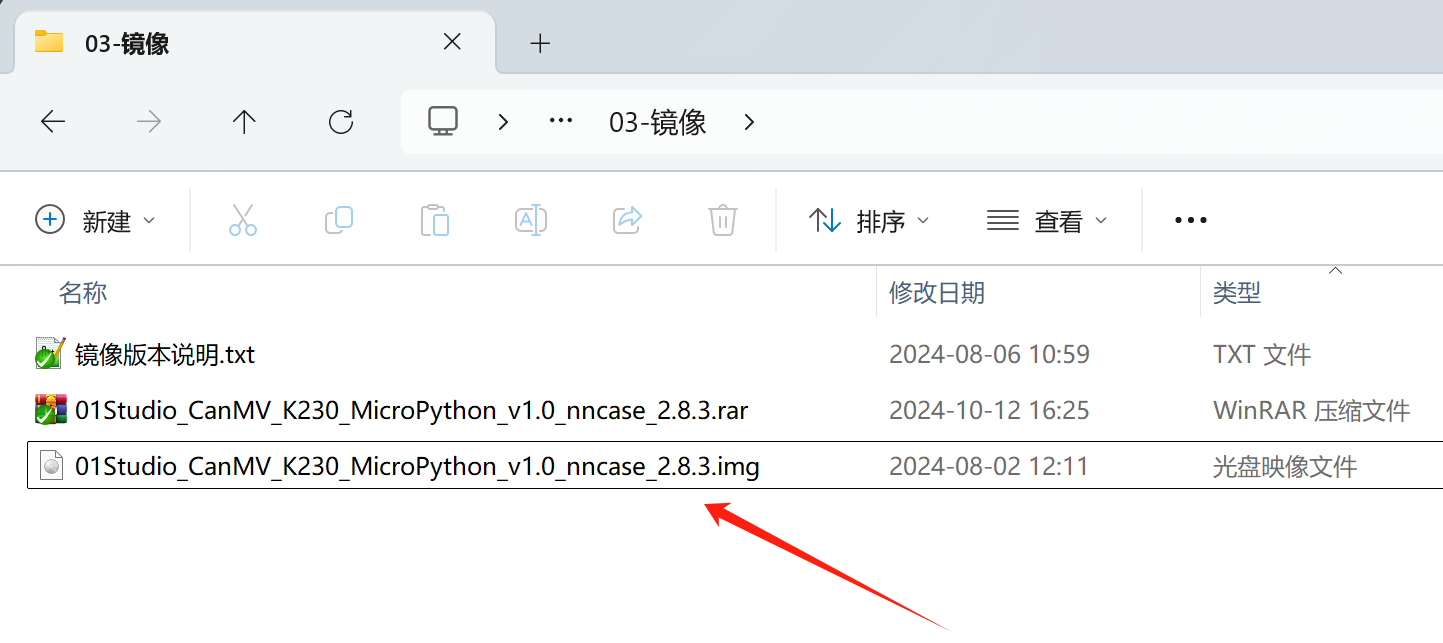 03-镜像
03-镜像
新建 排序 查看
名称 修改日期 类型
镜像版本说明.txt 2024-08-06 10:59 TXT 文件
01Studio_CanMV_K230_MicroPython_v1.0_nncase_2.8.3.rar 2024-10-12 16:25 WinRAR 压缩文件
01Studio_CanMV_K230_MicroPython_v1.0_nncase_2.8.3.img 2024-08-02 12:11 光盘映像文件